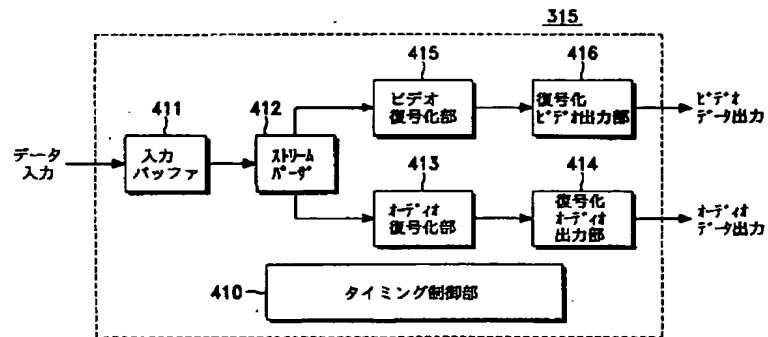 315
415
416
ビデオ
復号化部
復号化
ビデオ出力部
ビデオ
データ出力
411
412
データ
入力
入力
バッファ
ストリーム
パーザ
413
414
オーディオ
復号化部
復号化
オーディオ
出力部
オーディオ
データ出力
410
タイミング制御部